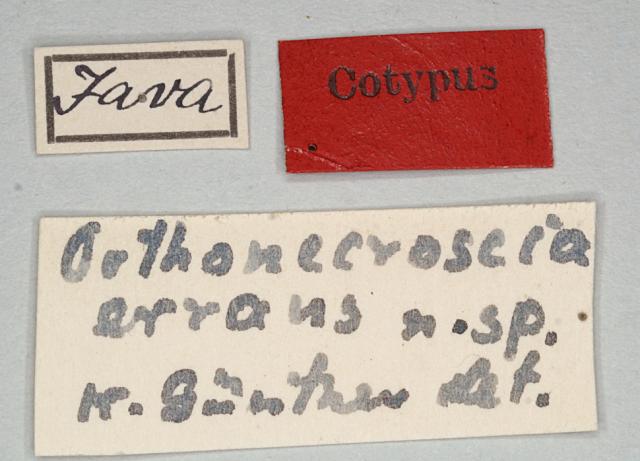 Java
Cotypus
Orthonecroscia
errans n.sp.
K. Günther det.